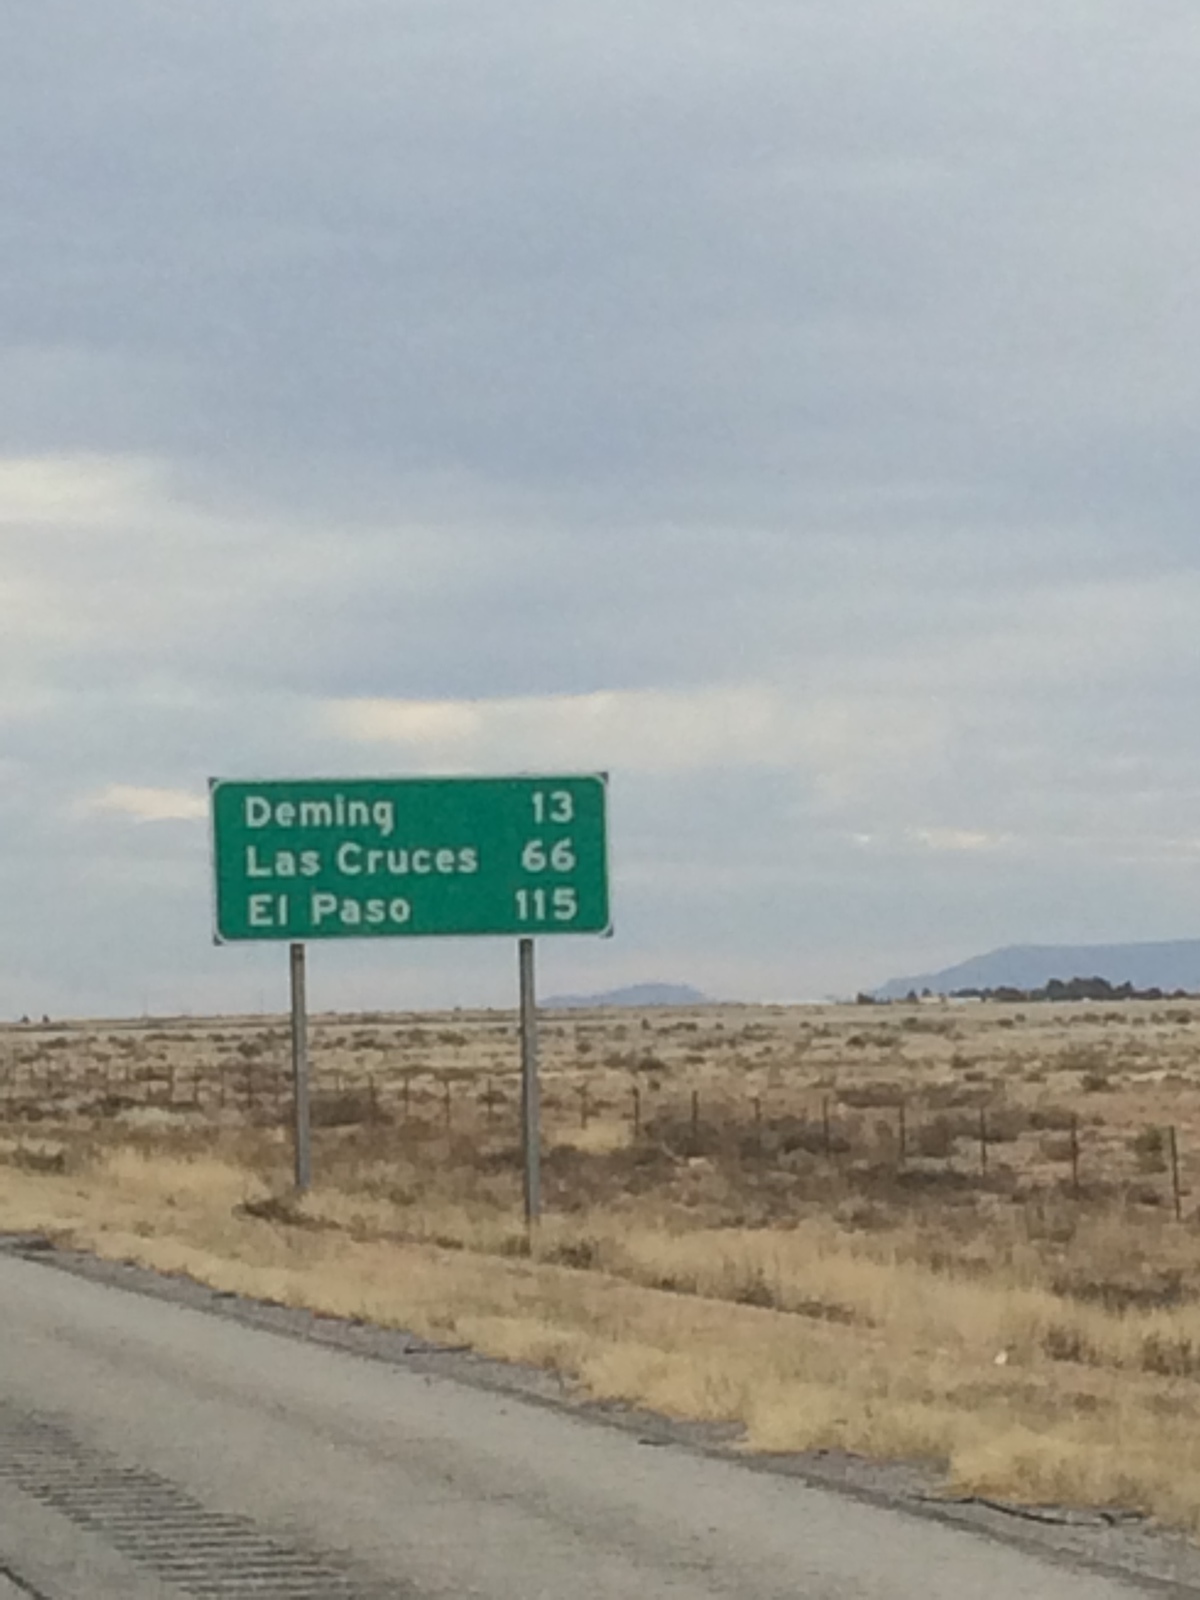 Deming 13
Las Cruces 66
El Paso 115